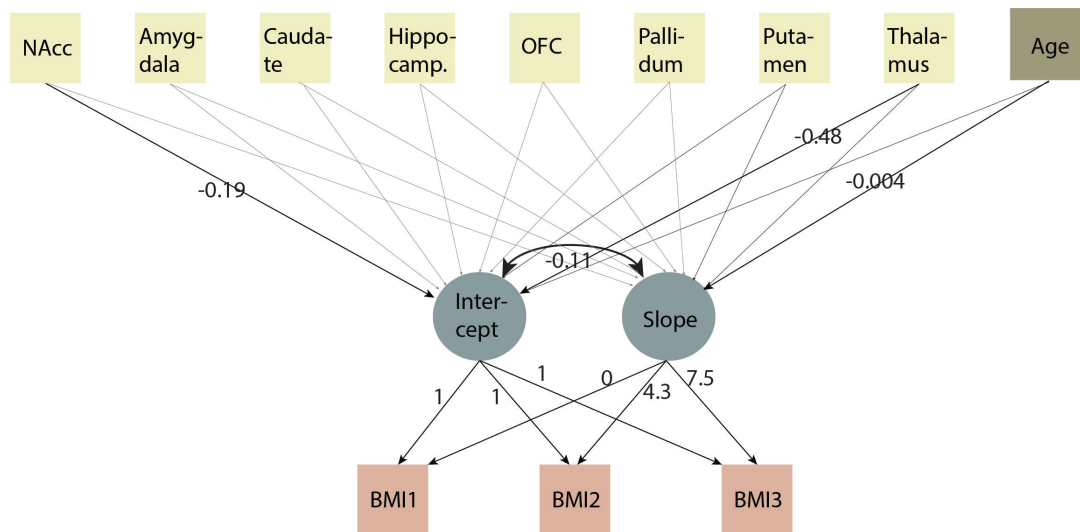 NAcc
Amyg-
dala
Cauda-
te
Hippo-
camp.
OFC
Palli-
dum
Puta-
men
Thala-
mus
Age
-0.19
-0.48
-0.004
-0.11
Inter-
cept
Slope
1
1
1
0
4.3
7.5
BMI1
BMI2
BMI3